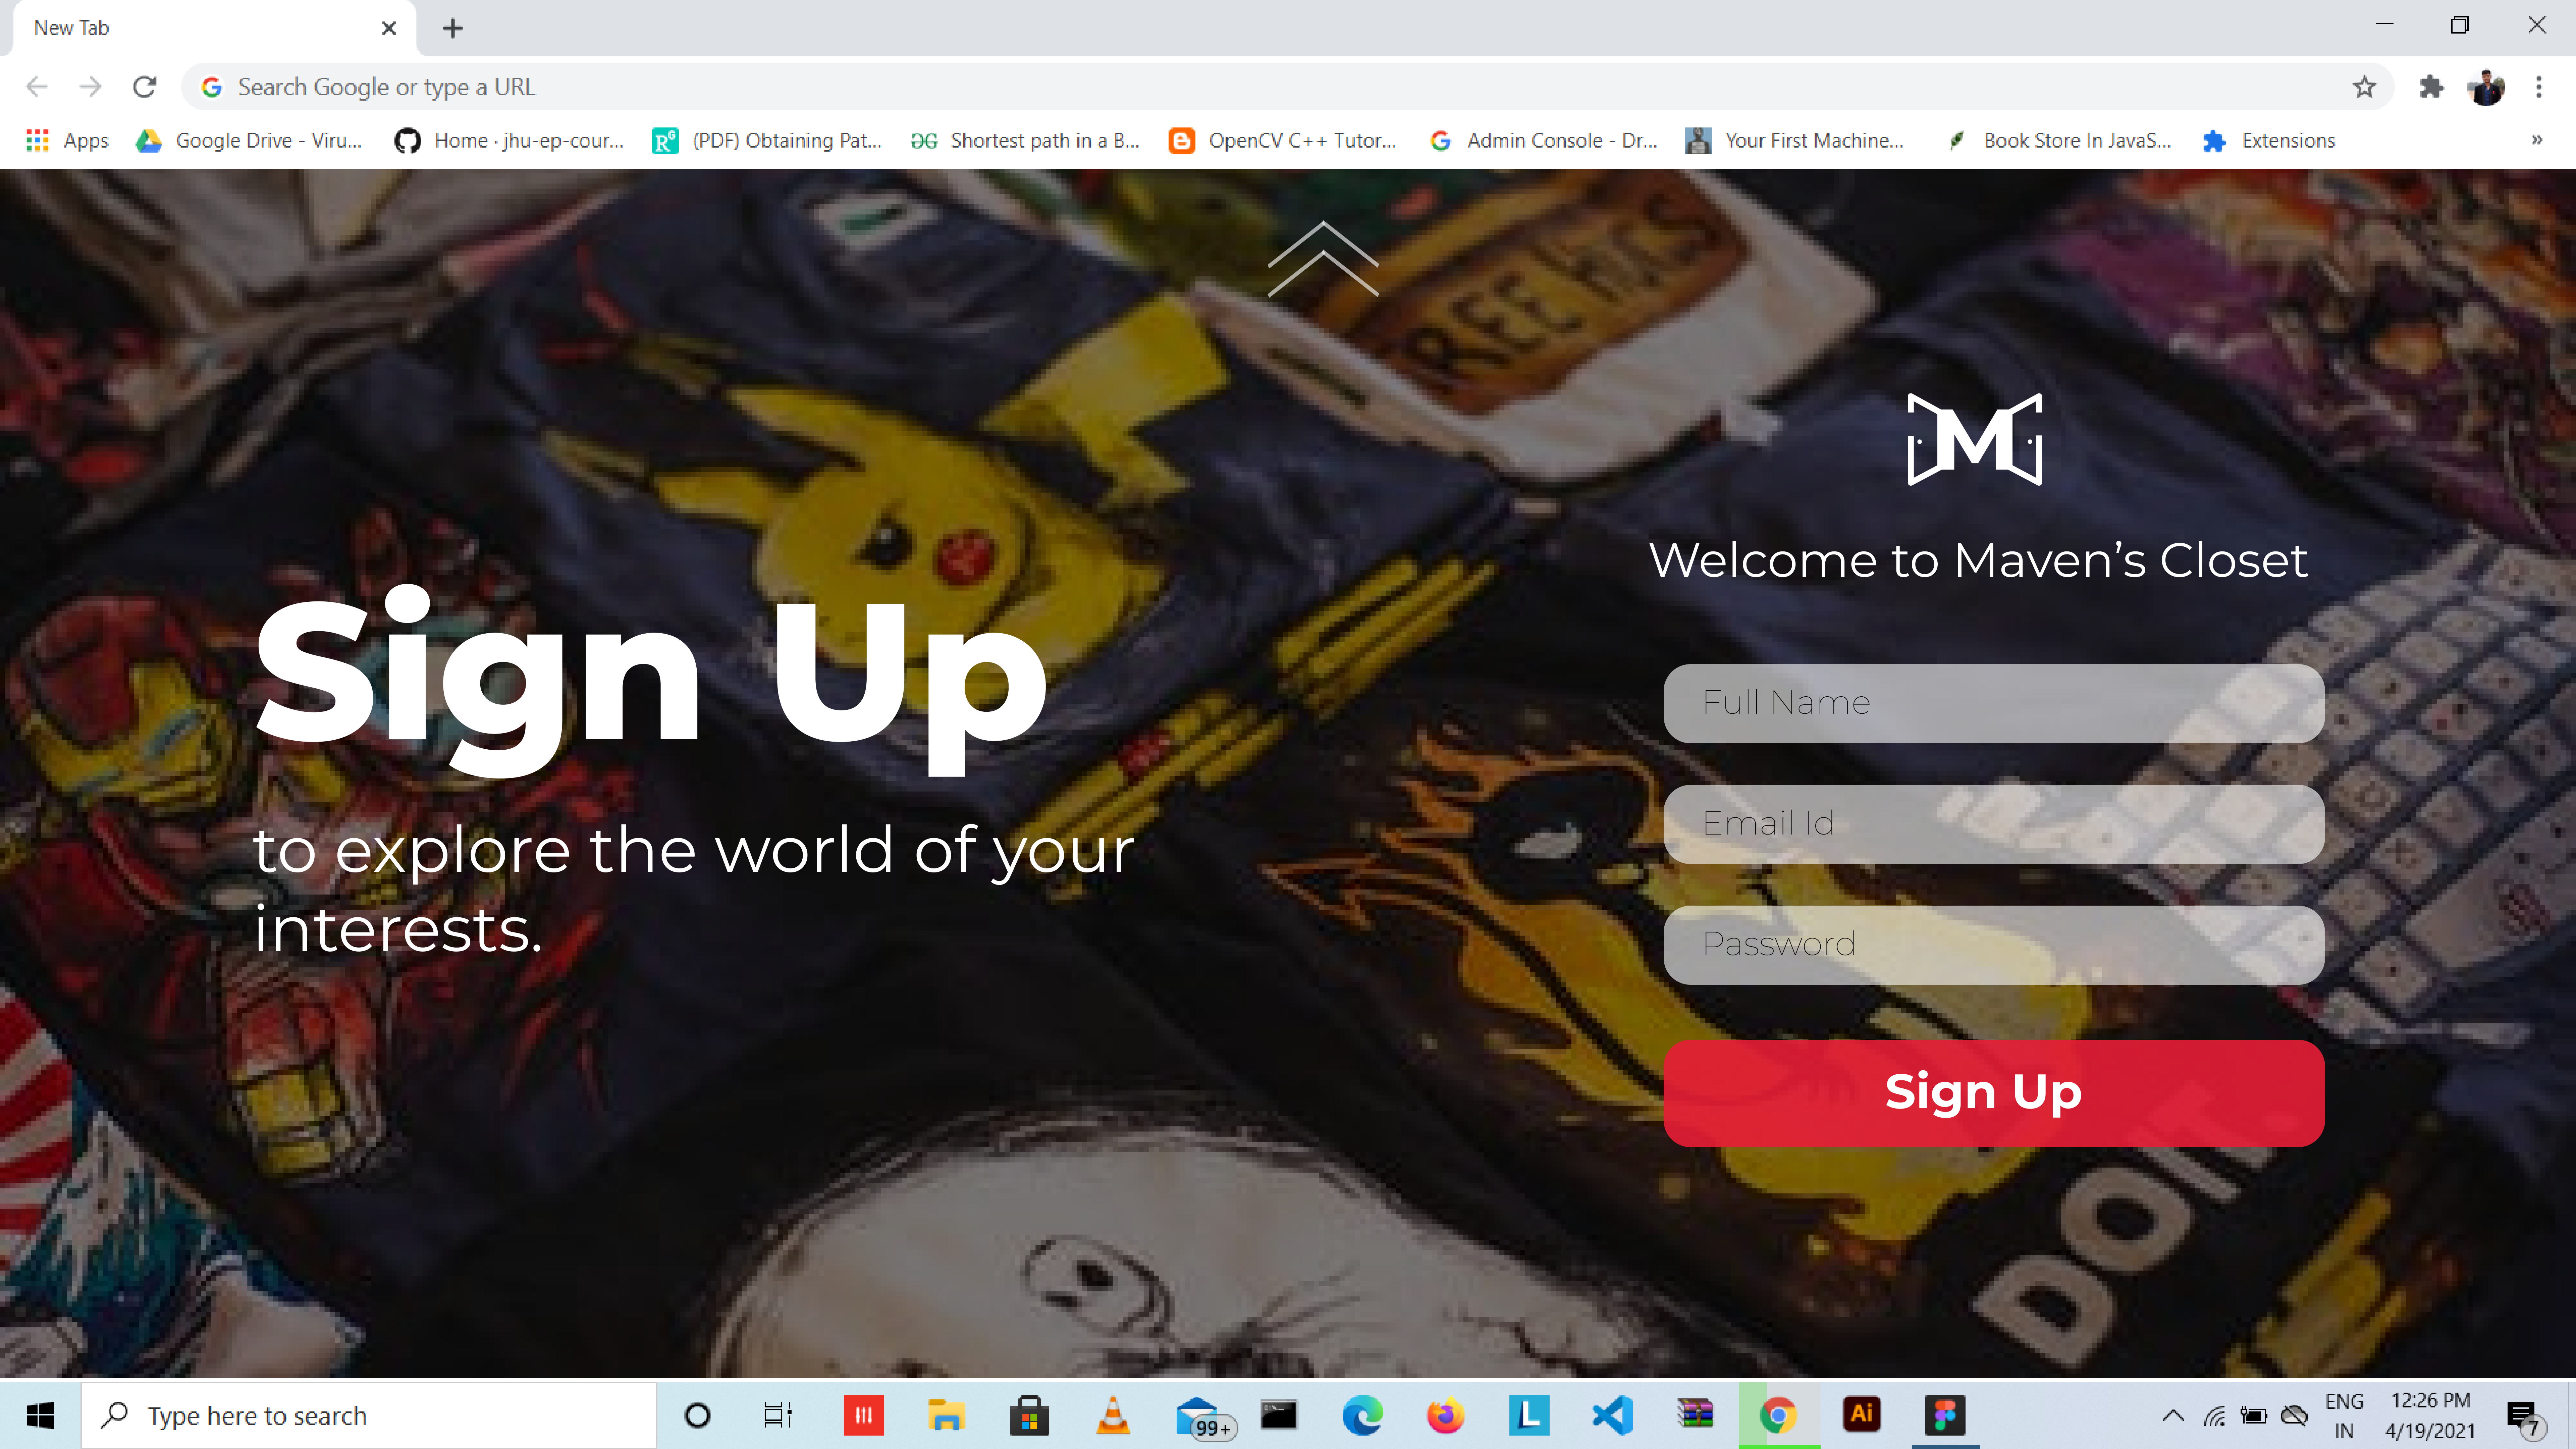 New Tab
Search Google or type a URL
Apps
Google Drive - Viru...
Home · jhu-ep-cour...
(PDF) Obtaining Pat...
Shortest path in a B...
OpenCV C++ Tutor...
Admin Console - Dr...
Your First Machine...
Book Store In JavaS...
Extensions
»
M
Welcome to Maven’s Closet
Sign Up
to explore the world of your
interests.
Full Name
Email Id
Password
Sign Up
DO IT.
Type here to search
99+
L
Ai
ENG
IN
12:26 PM
4/19/2021
7